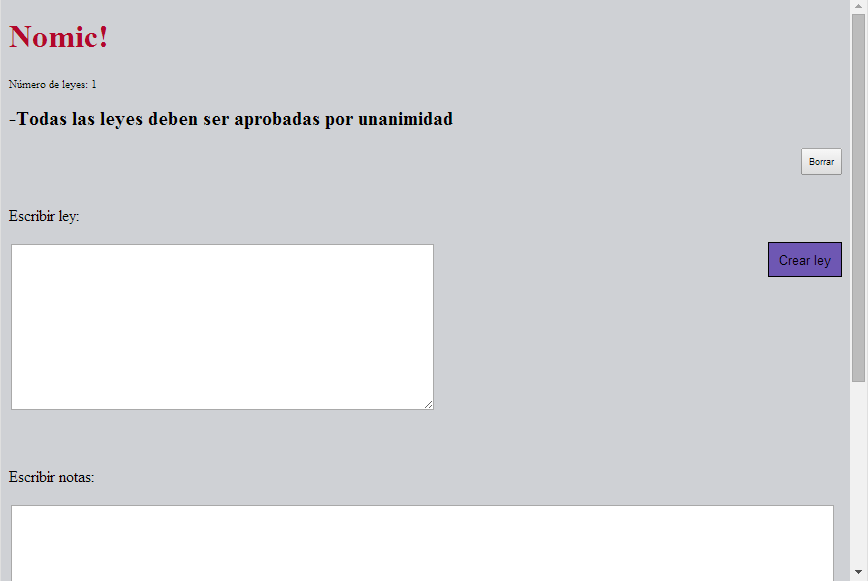 Nomic!
Número de leyes: 1
-Todas las leyes deben ser aprobadas por unanimidad
Borrar
Escribir ley:
Crear ley
Escribir notas: